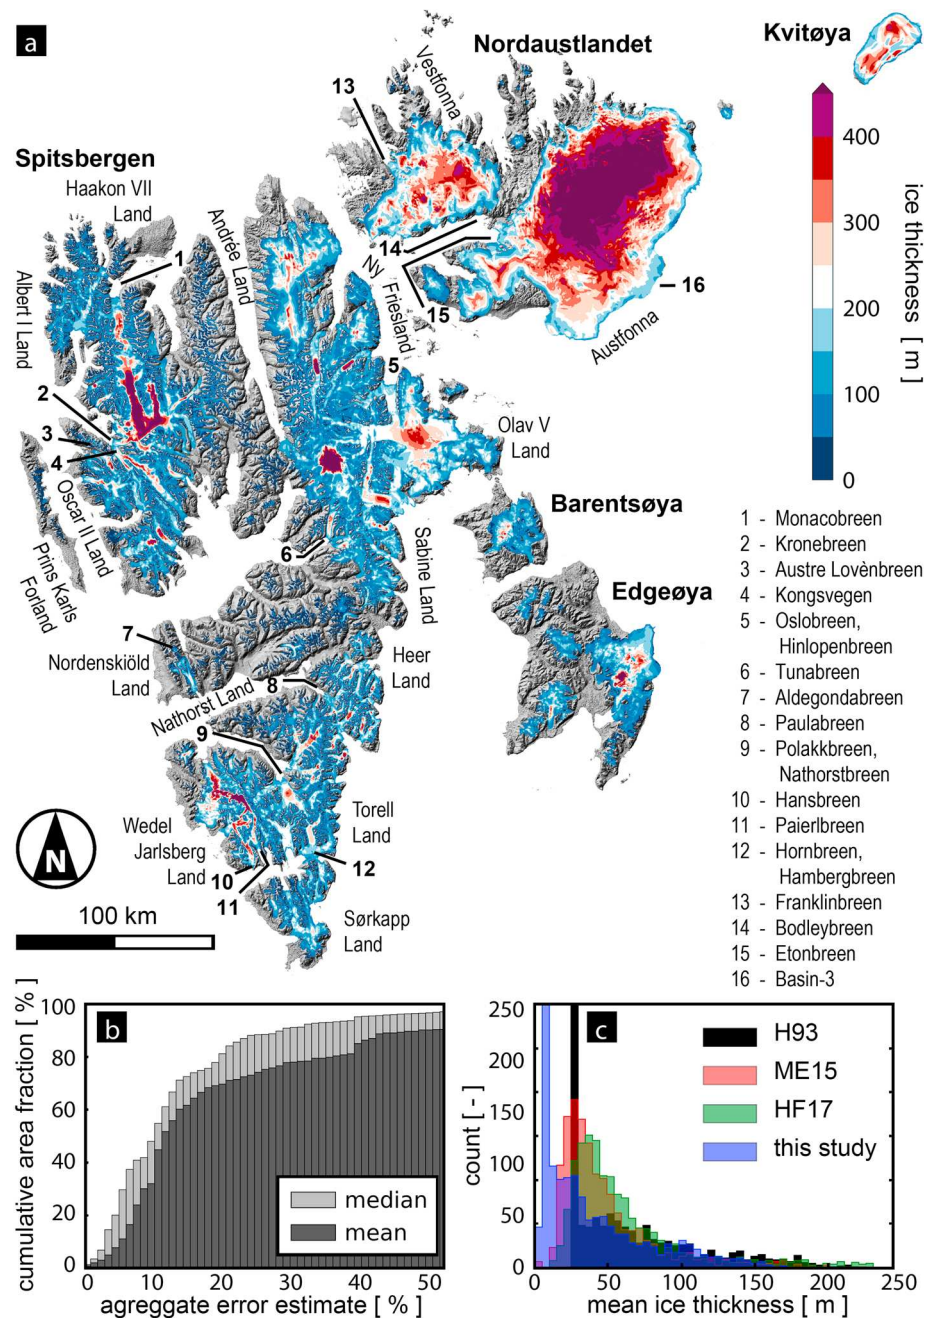 a
Kvitøya
Nordaustlandet
Vestfonna
13
400
Spitsbergen
Haakon VII
Land
Andrée Land
300
ice thickness [ m ]
1
14
Ny
Friesland
16
Albert I Land
15
200
Austfonna
5
2
100
3
Olav V
Land
4
0
Oscar II Land
Barentsøya
Prins Karls
Forland
6
Sabine Land
Edgeøya
7
Nordenskiöld
Land
Heer
Land
8
Nathorst Land
9
N
Wedel
Jarlsberg
Land
Torell
Land
12
10
11
100 km
Sørkapp
Land
1 - Monacobreen
2 - Kronebreen
3 - Austre Lovènbreen
4 - Kongsvegen
5 - Oslobreen,
Hinlopenbreen
6 - Tunabreen
7 - Aldegondabreen
8 - Paulabreen
9 - Polakkbreen,
Nathorstbreen
10 - Hansbreen
11 - Paierlbreen
12 - Hornbreen,
Hambergbreen
13 - Franklinbreen
14 - Bodleybreen
15 - Etonbreen
16 - Basin-3
b
cumulative area fraction [ % ]
100
80
60
40
20
0
median
mean
0 10 20 30 40 50
agreggate error estimate [ % ]
c
count [ - ]
250
200
150
100
50
0
H93
ME15
HF17
this study
0 50 100 150 200 250
mean ice thickness [ m ]